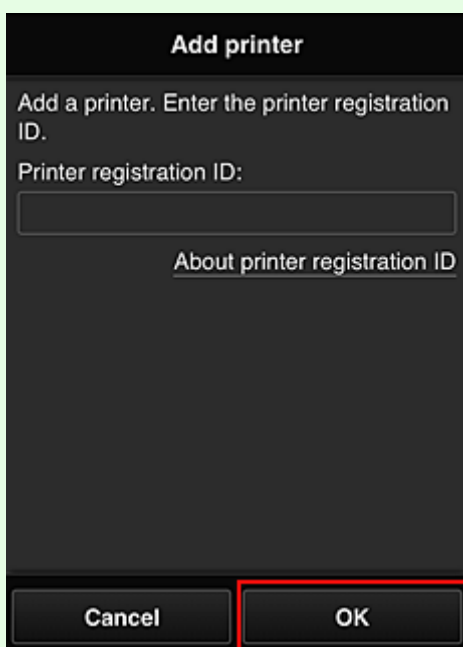 Add printer
Add a printer. Enter the printer registration
ID.
Printer registration ID:
About printer registration ID
Cancel
OK